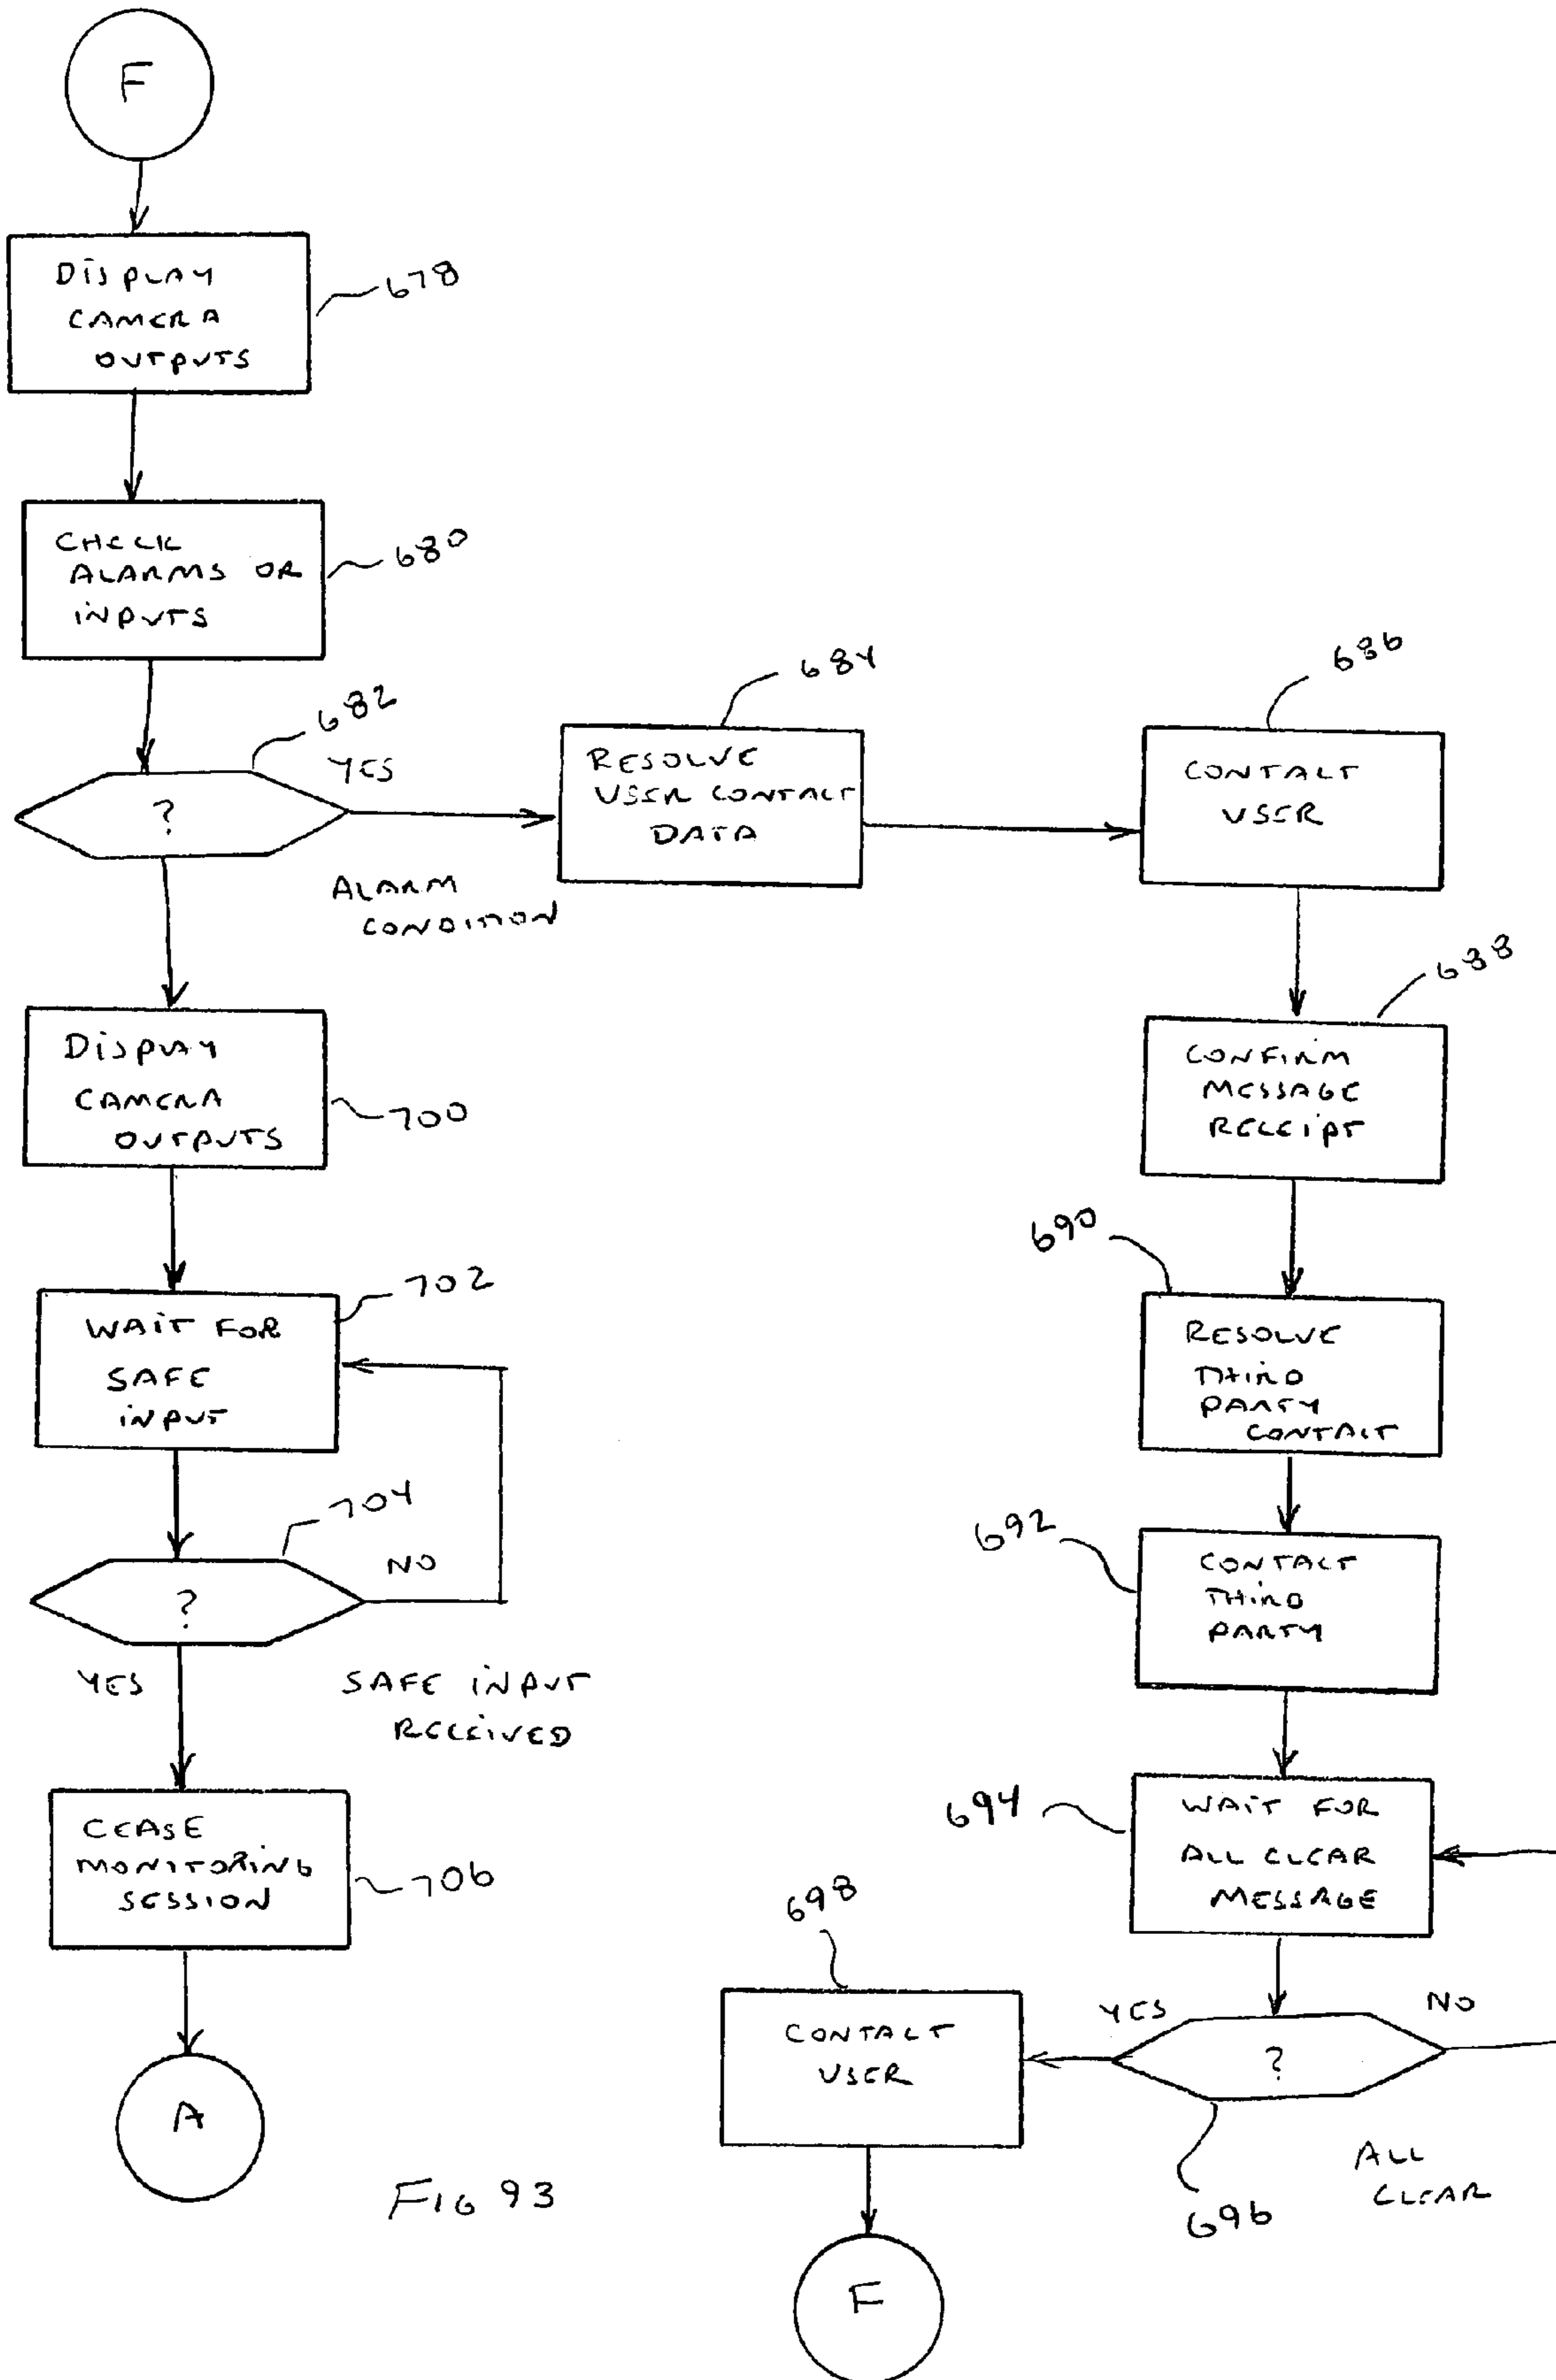 F
DISPLAY
CAMERA
OUTPUTS
678
CHECK
ALARMS OR
INPUTS
680
682
?
YES
ALARM
CONDITION
684
RESOLVE
USER CONTACT
DATA
686
CONTACT
USER
688
CONFIRM
MESSAGE
RECEIPT
690
RESOLVE
THIRD
PARTY
CONTACT
692
CONTACT
THIRD
PARTY
694
WAIT FOR
ALL CLEAR
MESSAGE
?
YES
NO
696
ALL
CLEAR
698
CONTACT
USER
F
DISPLAY
CAMERA
OUTPUTS
700
WAIT FOR
SAFE
INPUT
702
704
?
NO
YES
SAFE INPUT
RECEIVED
CEASE
MONITORING
SESSION
706
A
FIG 93